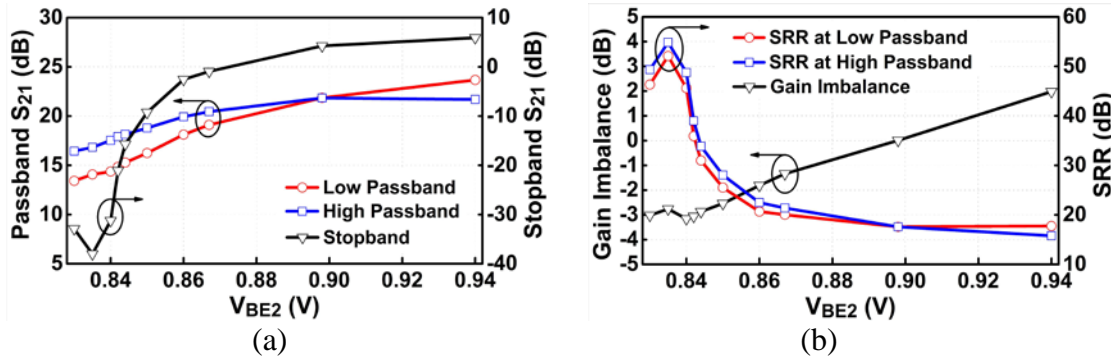 Passband S21 (dB)
30
25
20
15
10
5
10
0
-10
-20
-30
-40
Stopband S21 (dB)
Low Passband
High Passband
Stopband
0.84 0.86 0.88 0.90 0.92 0.94
VBE2 (V)
(a)
Gain Imbalance (dB)
5
4
3
2
1
0
-1
-2
-3
-4
-5
60
50
40
30
20
10
SRR (dB)
SRR at Low Passband
SRR at High Passband
Gain Imbalance
0.84 0.86 0.88 0.90 0.92 0.94
VBE2 (V)
(b)